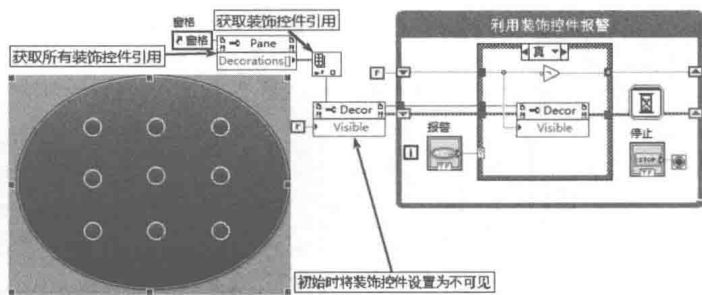 窗格
获取装饰控件引用
窗格
Pane
获取所有装饰控件引用
Decorations[]
F
Decor
Visible
初始时将装饰控件设置为不可见
利用装饰控件报警
真
F
Decor
Visible
报警
TF
i
停止
STOP
TF